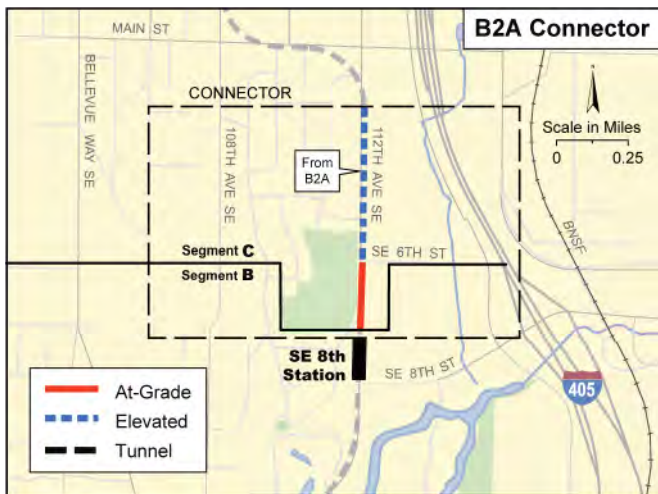 B2A Connector
MAIN ST
CONNECTOR
BELLEVUE WAY SE
108TH AVE SE
112TH AVE SE
From
B2A
Scale in Miles
0 0.25
BNSF
Segment C
SE 6TH ST
Segment B
SE 8th
Station
SE 8TH ST
405
At-Grade
Elevated
Tunnel